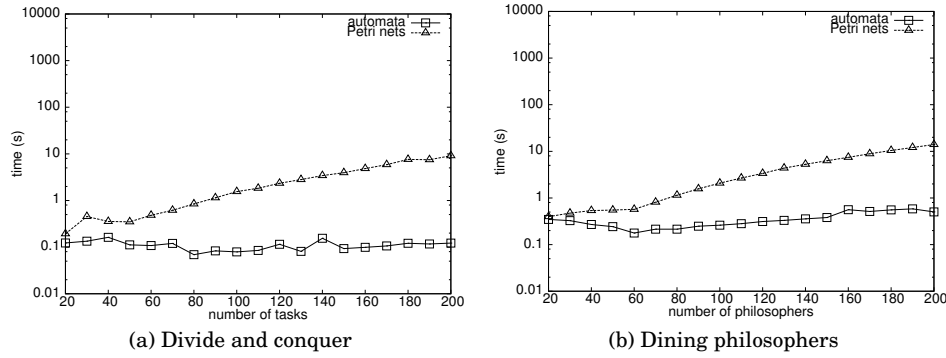 10000
1000
100
10
1
0.1
0.01
time (s)
automata
Petri nets
20 40 60 80 100 120 140 160 180 200
number of tasks
(a) Divide and conquer
10000
1000
100
10
1
0.1
0.01
time (s)
automata
Petri nets
20 40 60 80 100 120 140 160 180 200
number of philosophers
(b) Dining philosophers